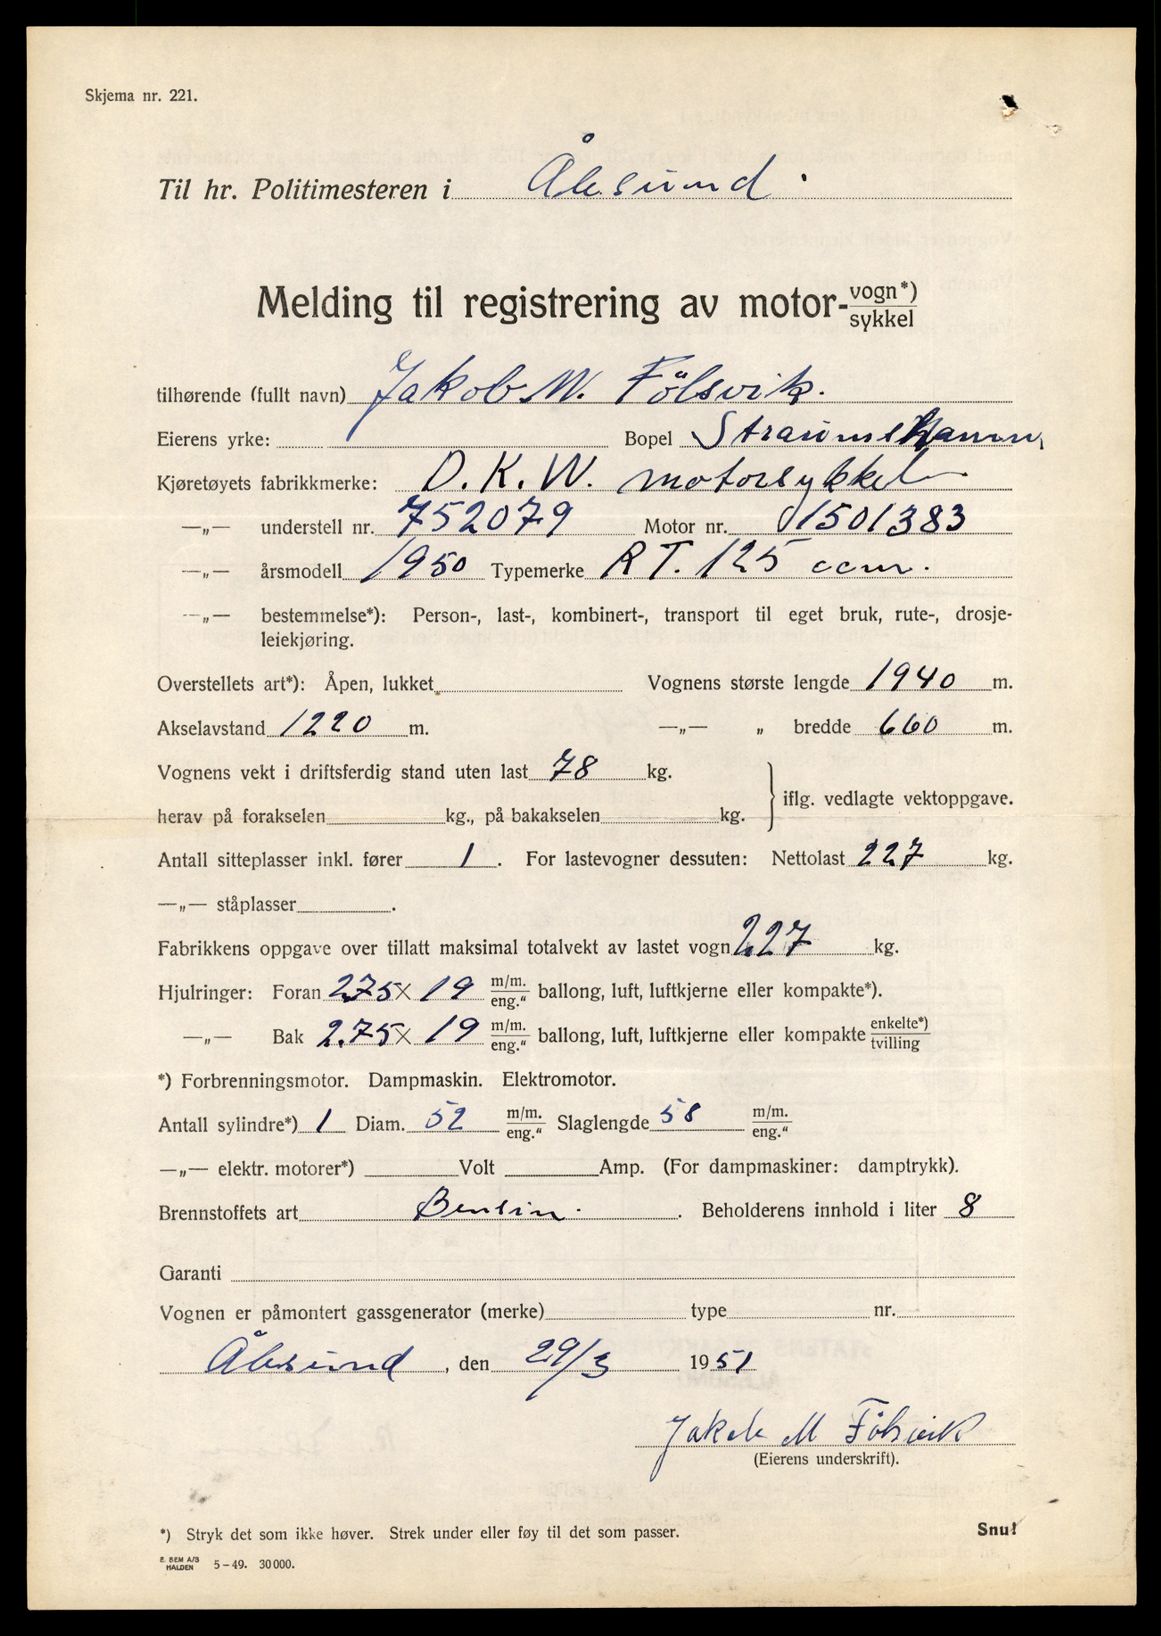 Skjema nr. 221.
Til hr. Politimesteren i Ålesund.
Melding til registrering av motor-vogn*)
sykkel
tilhørende (fullt navn) Jakob M. Fölsvik.
Eierens yrke: Bopel
Kjøretøyets fabrikkmerke: D.K.W. motorsykkel
—„— understell nr. 752079 Motor nr. 1501383
—„— årsmodell 1950 Typemerke RT. 125 ccm.
—„— bestemmelse*): Person-, last-, kombinert-, transport til eget bruk, rute-, drosje-
leiekjøring.
Overstellets art*): Åpen, lukket Vognens største lengde 1940 m.
Akselavstand 1220 m. —„— „ bredde 660 m.
Vognens vekt i driftsferdig stand uten last 78 kg.
iflg. vedlagte vektoppgave.
herav på forakselen kg., på bakakselen kg.
Antall sitteplasser inkl. fører 1. For lastevogner dessuten: Nettolast 227 kg.
—„— ståplasser .
Fabrikkens oppgave over tillatt maksimal totalvekt av lastet vogn 227 kg.
Hjulringer: Foran 2.75 x 19 m/m. eng.“ ballong, luft, luftkjerne eller kompakte*).
—„— Bak 2.75 x 19 m/m. eng.“ ballong, luft, luftkjerne eller kompakte enkelte*) tvilling
*) Forbrenningsmotor. Dampmaskin. Elektromotor.
Antall sylindre*) 1 Diam. 52 m/m. eng.“ Slaglengde 58 m/m. eng.“
—„— elektr. motorer*) Volt Amp. (For dampmaskiner: damptrykk).
Brennstoffets art Bensin. . Beholderens innhold i liter 8
Garanti
Vognen er påmontert gassgenerator (merke) type nr.
Ålesund, den 29/3 1951
Jakob M Fölsvik
(Eierens underskrift).
*) Stryk det som ikke høver. Strek under eller føy til det som passer.
Snu!
E. SEM A/S
HALDEN 5-49. 30 000.